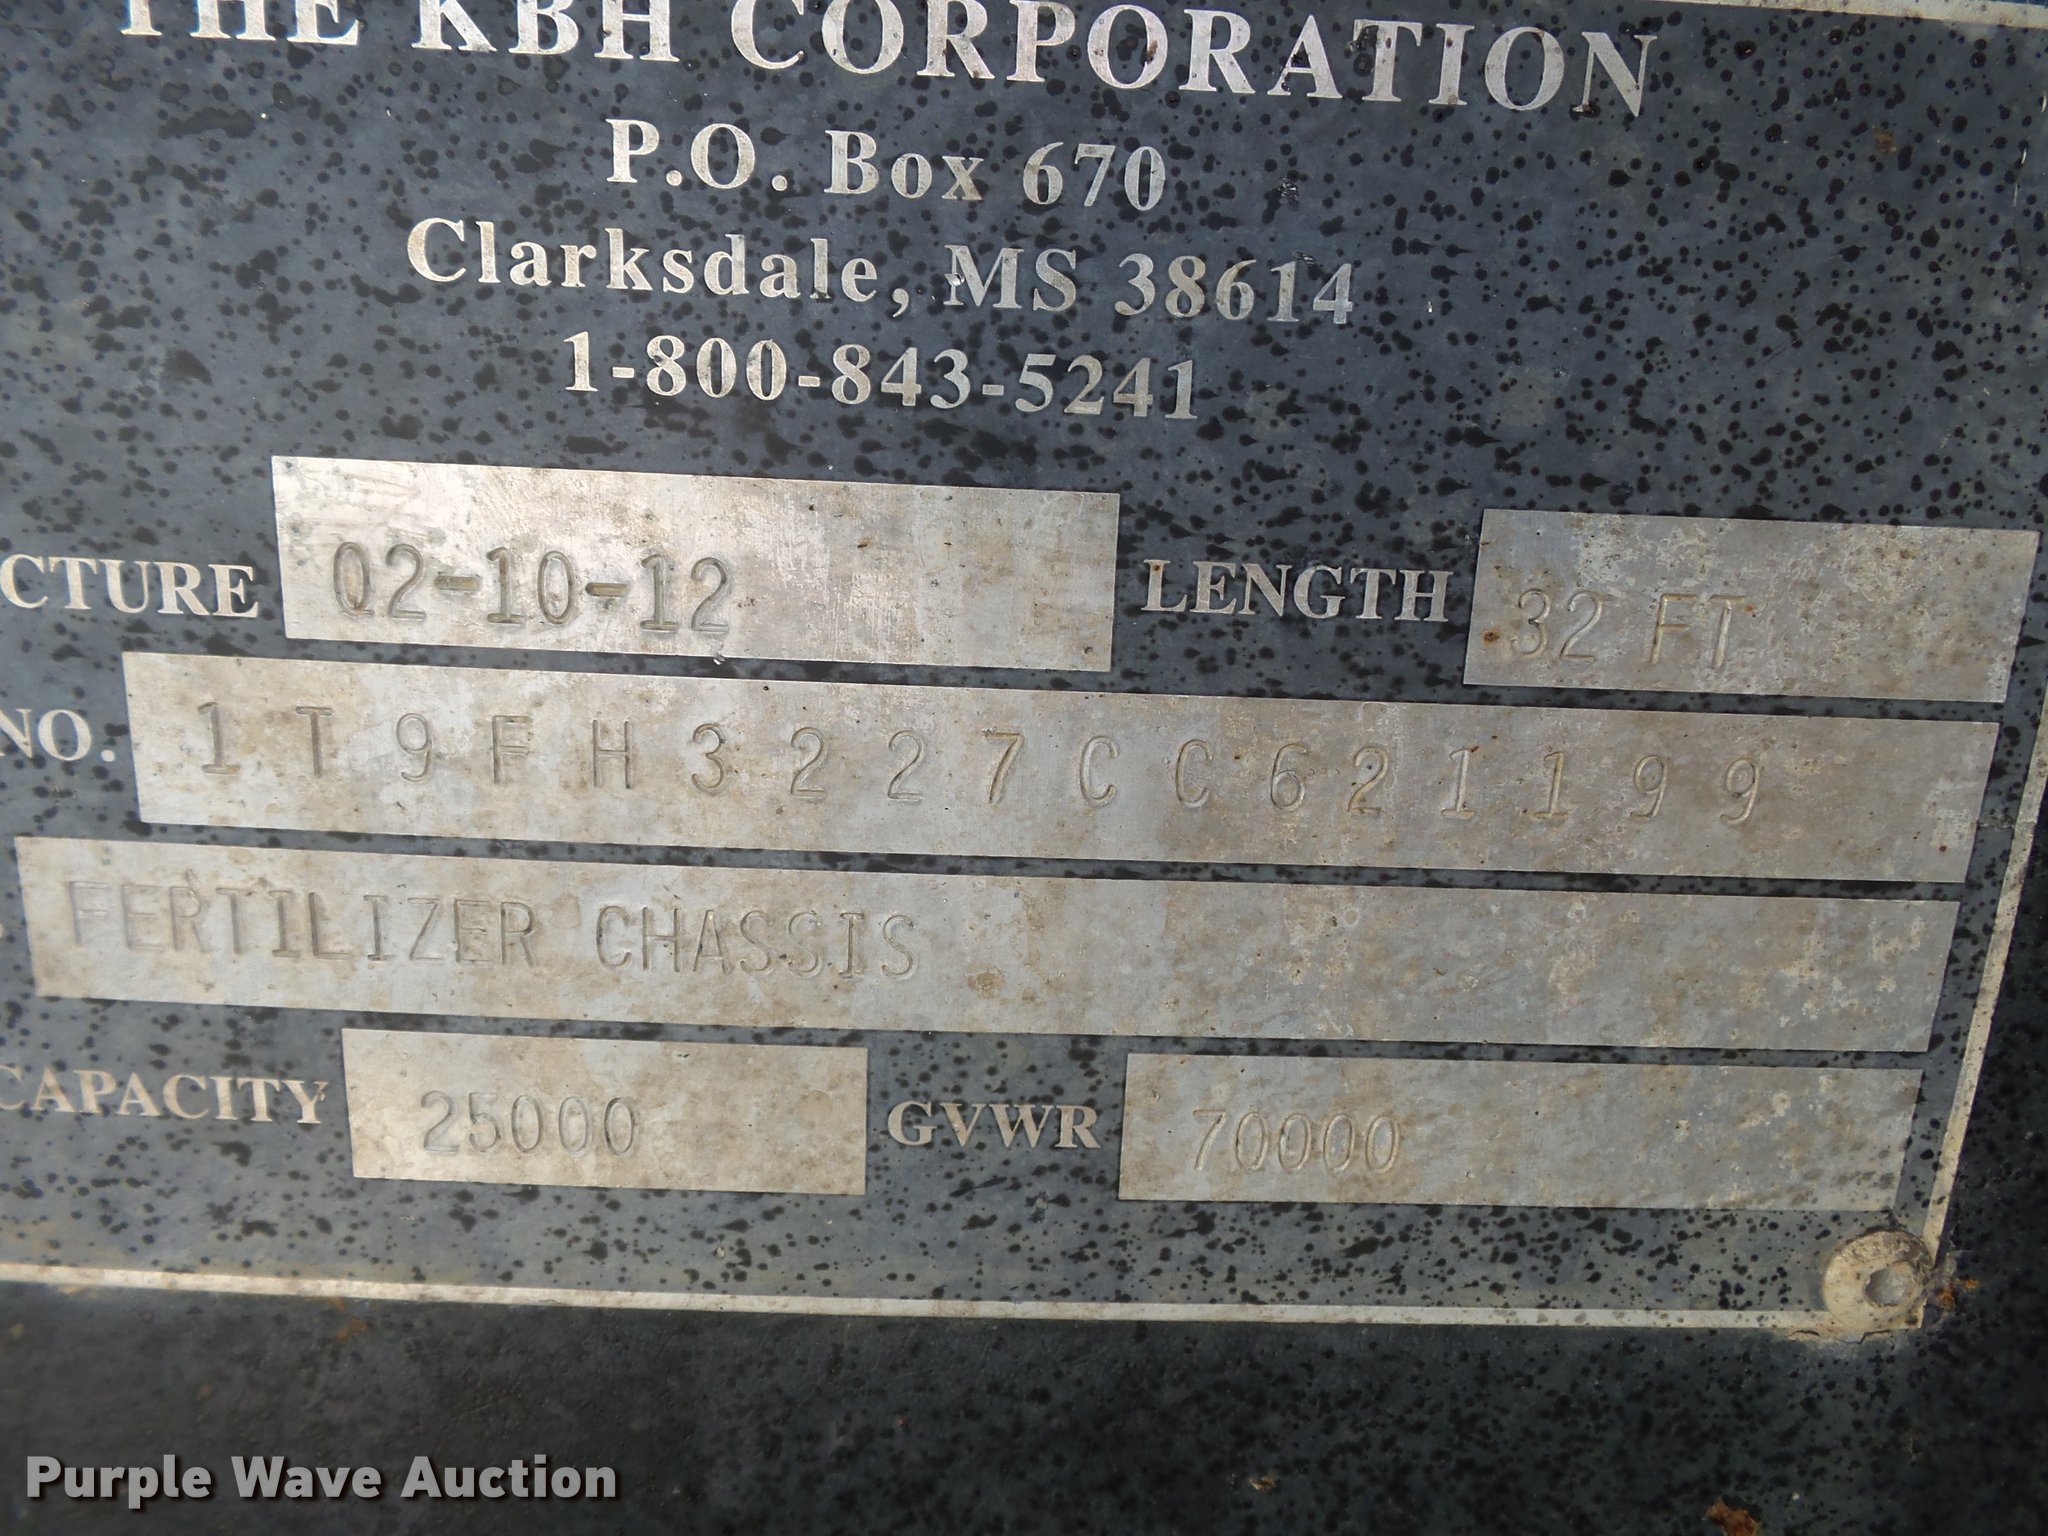 THE KBH CORPORATION
P.O. Box 670
Clarksdale, MS 38614
1-800-843-5241
CTURE 02-10-12 LENGTH 32 FT
NO. 1T9FH3227CC621199
FERTILIZER CHASSIS
CAPACITY 25000 GVWR 70000
Purple Wave Auction